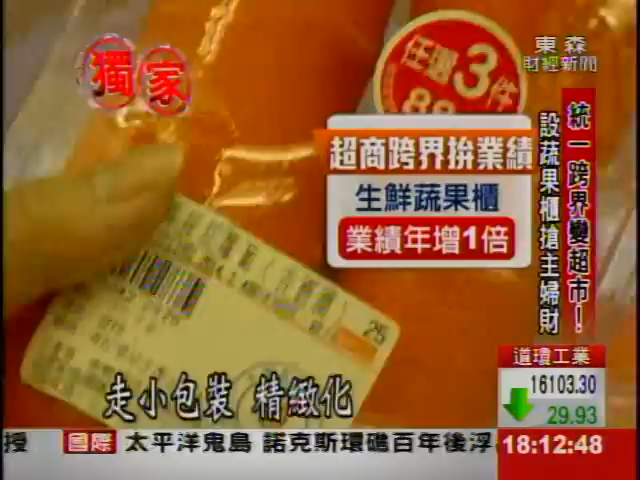 獨家
任選3件
88
東森
財經新聞
超商跨界拚業績
生鮮蔬果櫃
業績年增1倍
統一跨界變超市!
設蔬果櫃搶主婦財
25
道瓊工業
16103.30
29.93
走小包裝 精緻化
授 國際 太平洋鬼島 諾克斯環礁百年後浮
18:12:48